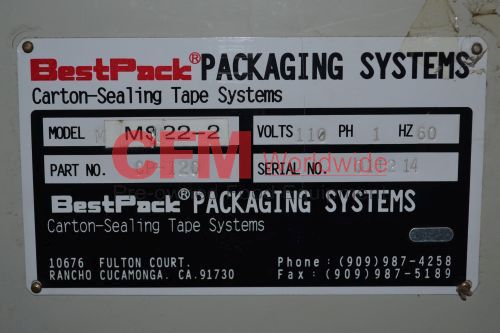 BestPack® PACKAGING SYSTEMS
Carton-Sealing Tape Systems
MODEL MS 22-2 VOLTS 110 PH 1 HZ 60
PART NO. SERIAL NO.
CFM
Worldwide
BestPack® PACKAGING SYSTEMS
Carton-Sealing Tape Systems
10676 FULTON COURT. Phone:(909)987-4258
RANCHO CUCAMONGA. CA.91730 Fax:(909)987-5189